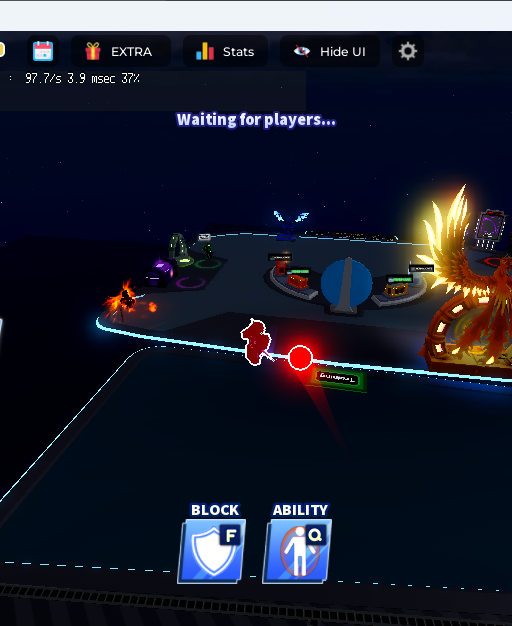 EXTRA
Stats
Hide UI
: 97.7/s 3.9 msec 37%
Waiting for players...
BLOCK
ABILITY
F
Q